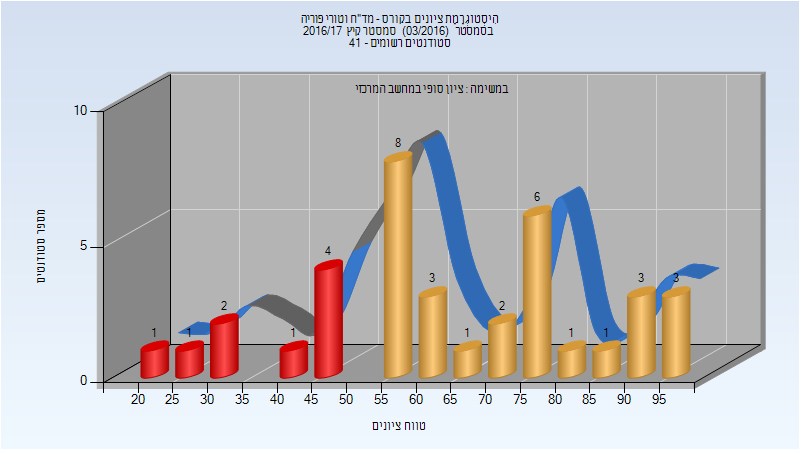 היסטוגרמת ציונים בקורס - מד"ח וטורי פוריה
בסמסטר (03/2016) סמסטר קיץ 2016/17
סטודנטים רשומים - 41
במשימה : ציון סופי במחשב המרכזי
מספר סטודנטים
10
5
0
1
1
2
1
4
8
3
1
2
6
1
1
3
3
20 25 30 35 40 45 50 55 60 65 70 75 80 85 90 95
טווח ציונים